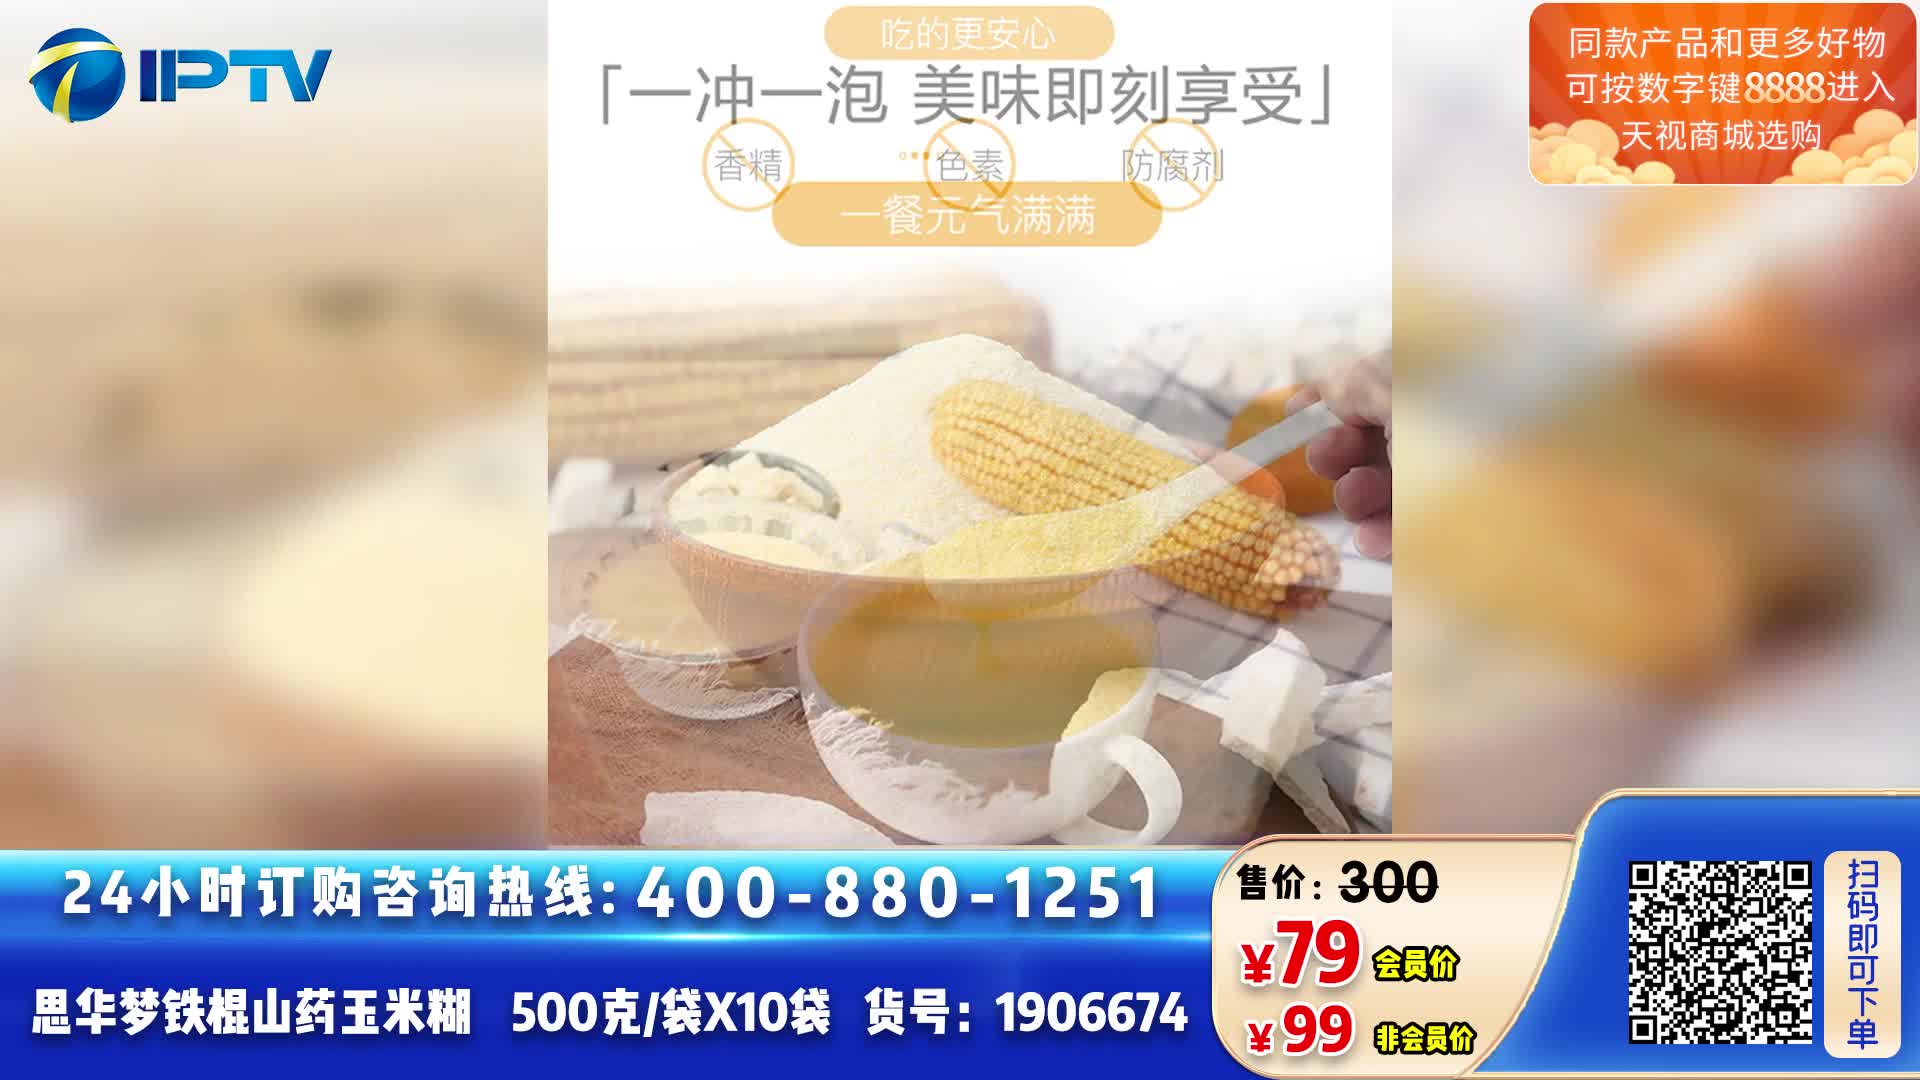 IPTV
吃的更安心
「一冲一泡 美味即刻享受」
香精 色素 防腐剂
一餐元气满满
同款产品和更多好物
可按数字键8888进入
天视商城选购
24小时订购咨询热线:400-880-1251
思华梦铁棍山药玉米糊 500克/袋X10袋 货号：1906674
售价：300
¥79 会员价
¥99 非会员价
扫码即可下单